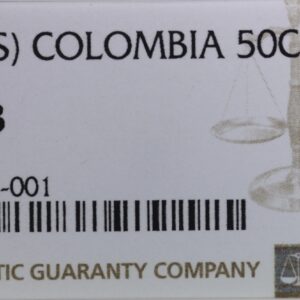 S) COLOMBIA 50C
3
-001
TIC GUARANTY COMPANY